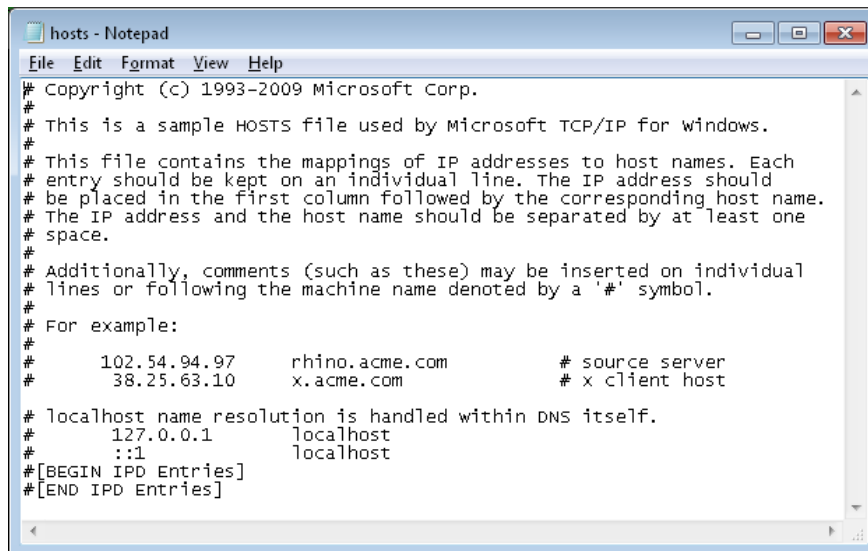 hosts - Notepad
File Edit Format View Help
# Copyright (c) 1993-2009 Microsoft Corp.
#
# This is a sample HOSTS file used by Microsoft TCP/IP for Windows.
#
# This file contains the mappings of IP addresses to host names. Each
# entry should be kept on an individual line. The IP address should
# be placed in the first column followed by the corresponding host name.
# The IP address and the host name should be separated by at least one
# space.
#
# Additionally, comments (such as these) may be inserted on individual
# lines or following the machine name denoted by a '#' symbol.
#
# For example:
#
#      102.54.94.97     rhino.acme.com          # source server
#       38.25.63.10     x.acme.com              # x client host

# localhost name resolution is handled within DNS itself.
#       127.0.0.1       localhost
#       ::1             localhost
#[BEGIN IPD Entries]
#[END IPD Entries]